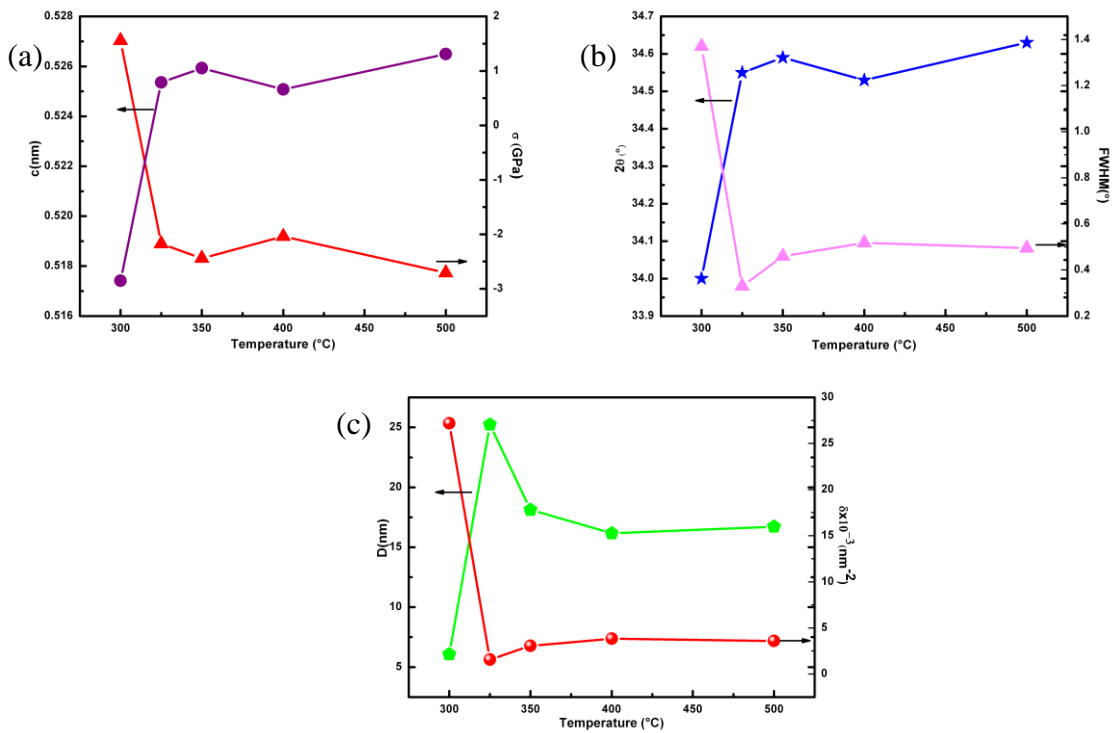 (a)
0.528
0.526
0.524
0.522
0.520
0.518
0.516
c(nm)
2
1
0
-1
-2
-3
σ (GPa)
300 350 400 450 500
Temperature (°C)
(b)
34.7
34.6
34.5
34.4
34.3
34.2
34.1
34.0
33.9
2θ (°)
1.4
1.2
1.0
0.8
0.6
0.4
0.2
FWHM(°)
300 350 400 450 500
Temperature (°C)
(c)
25
20
15
10
5
D(nm)
30
25
20
15
10
5
0
δx10⁻³ (nm⁻²)
300 350 400 450 500
Temperature (°C)